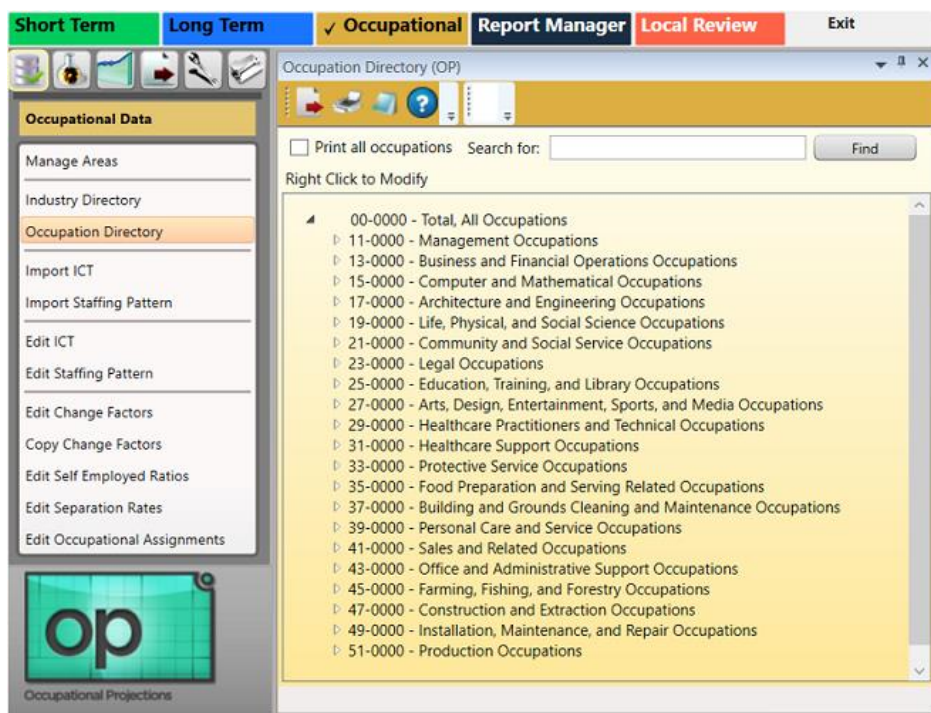 Short Term Long Term ✓ Occupational Report Manager Local Review Exit
Occupational Data
Manage Areas
Industry Directory
Occupation Directory
Import ICT
Import Staffing Pattern
Edit ICT
Edit Staffing Pattern
Edit Change Factors
Copy Change Factors
Edit Self Employed Ratios
Edit Separation Rates
Edit Occupational Assignments
op
Occupational Projections
Occupation Directory (OP)
Print all occupations Search for: Find
Right Click to Modify
00-0000 - Total, All Occupations
11-0000 - Management Occupations
13-0000 - Business and Financial Operations Occupations
15-0000 - Computer and Mathematical Occupations
17-0000 - Architecture and Engineering Occupations
19-0000 - Life, Physical, and Social Science Occupations
21-0000 - Community and Social Service Occupations
23-0000 - Legal Occupations
25-0000 - Education, Training, and Library Occupations
27-0000 - Arts, Design, Entertainment, Sports, and Media Occupations
29-0000 - Healthcare Practitioners and Technical Occupations
31-0000 - Healthcare Support Occupations
33-0000 - Protective Service Occupations
35-0000 - Food Preparation and Serving Related Occupations
37-0000 - Building and Grounds Cleaning and Maintenance Occupations
39-0000 - Personal Care and Service Occupations
41-0000 - Sales and Related Occupations
43-0000 - Office and Administrative Support Occupations
45-0000 - Farming, Fishing, and Forestry Occupations
47-0000 - Construction and Extraction Occupations
49-0000 - Installation, Maintenance, and Repair Occupations
51-0000 - Production Occupations